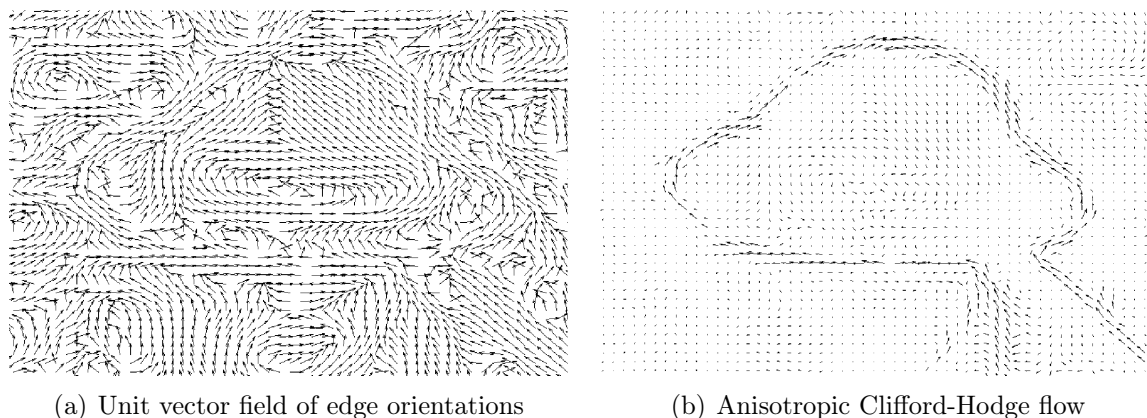 (a) Unit vector field of edge orientations
(b) Anisotropic Clifford-Hodge flow